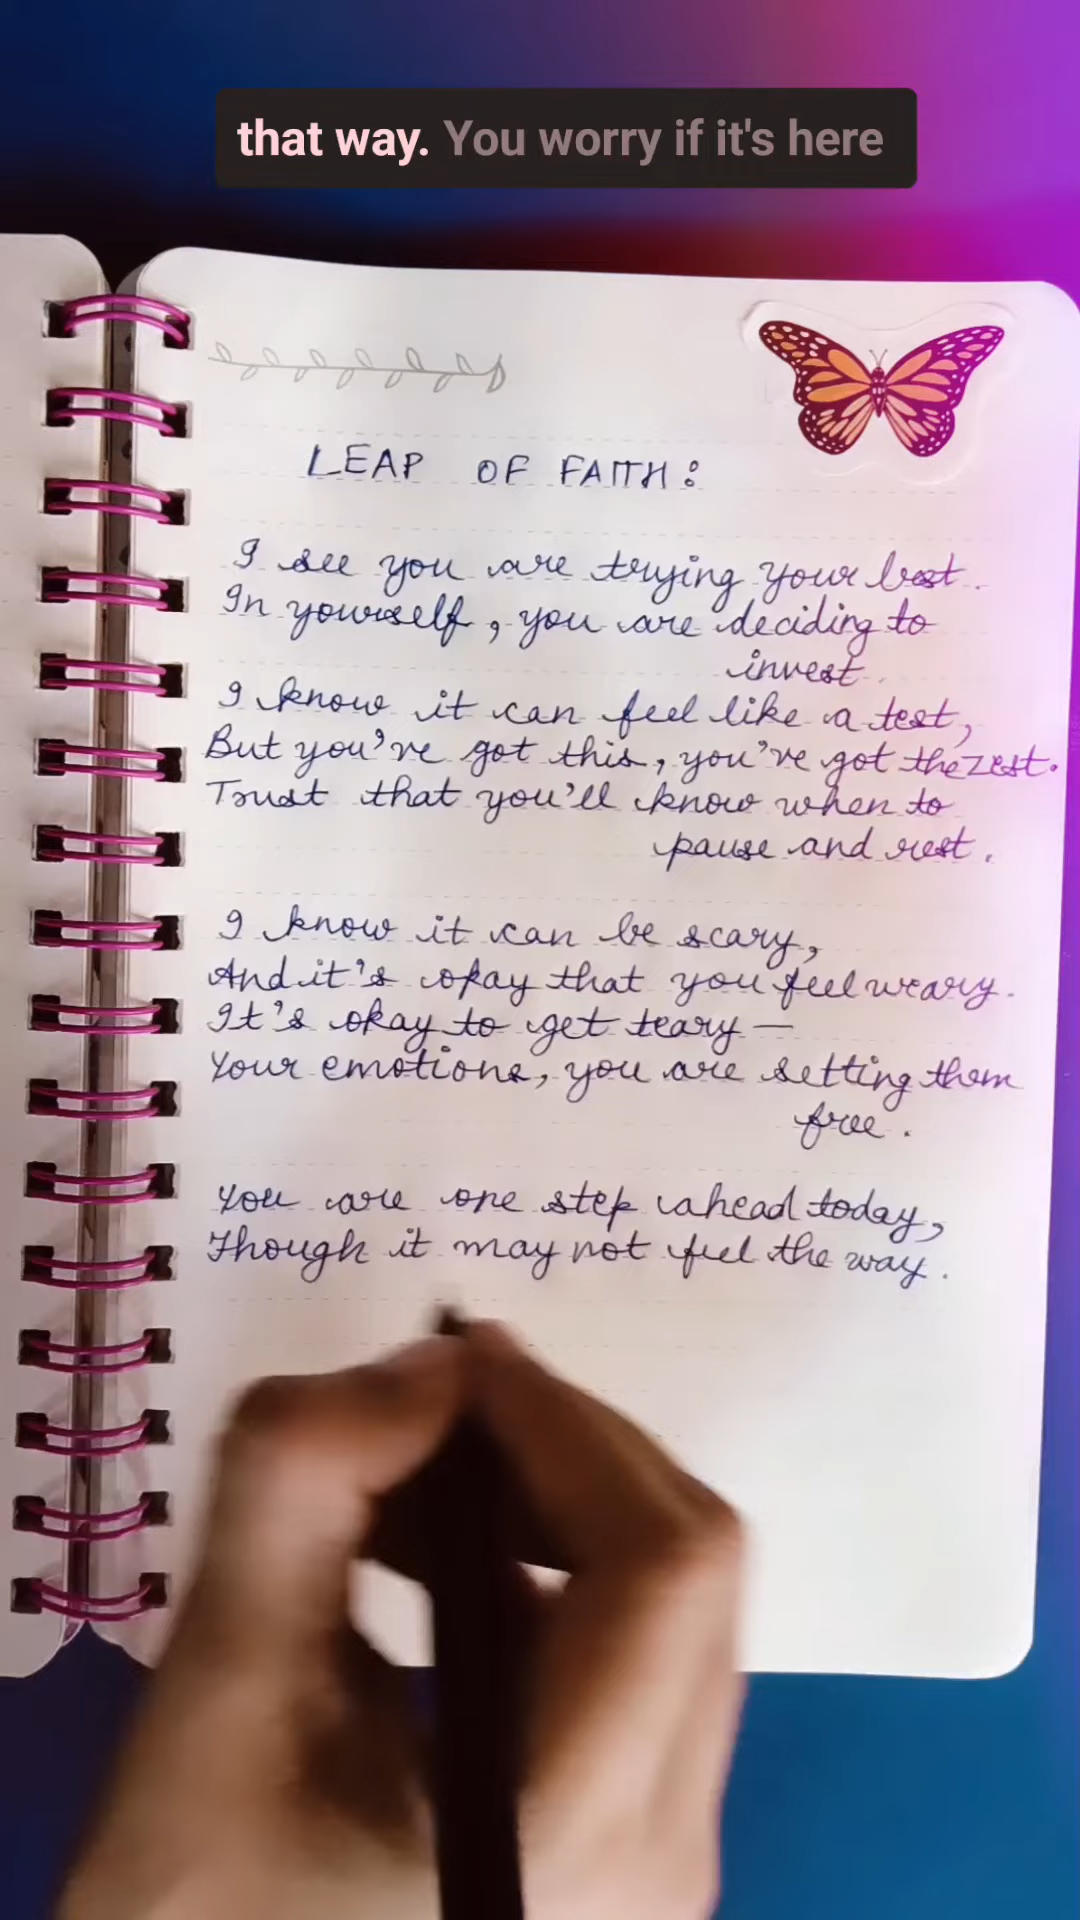 that way. You worry if it's here
LEAP OF FAITH:
I see you are trying your best.
In yourself, you are deciding to
invest.
I know it can feel like a test,
But you've got this, you've got the zest.
Trust that you'll know when to
pause and rest.
I know it can be scary,
And it's okay that you feel weary.
It's okay to get teary—
Your emotions, you are setting them
free.
You are one step ahead today,
Though it may not feel the way.